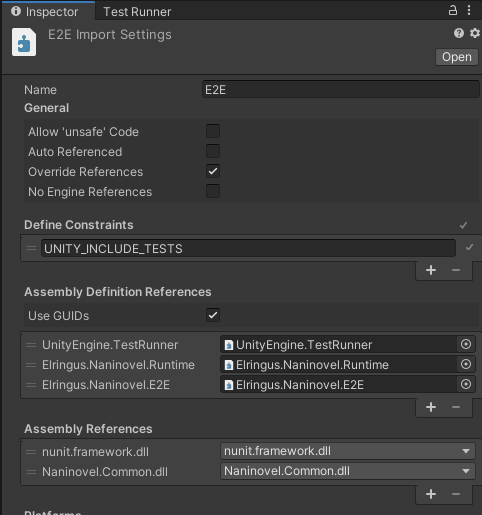 Inspector Test Runner
E2E Import Settings
Open
Name E2E
General
Allow 'unsafe' Code
Auto Referenced
Override References
No Engine References
Define Constraints
UNITY_INCLUDE_TESTS
Assembly Definition References
Use GUIDs
UnityEngine.TestRunner UnityEngine.TestRunner
Elringus.Naninovel.Runtime Elringus.Naninovel.Runtime
Elringus.Naninovel.E2E Elringus.Naninovel.E2E
Assembly References
nunit.framework.dll nunit.framework.dll
Naninovel.Common.dll Naninovel.Common.dll
Platforms